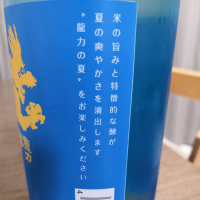 米の旨みと特徴的な酸が
夏の爽やかさを演出します
“龍力の夏”をお楽しみください